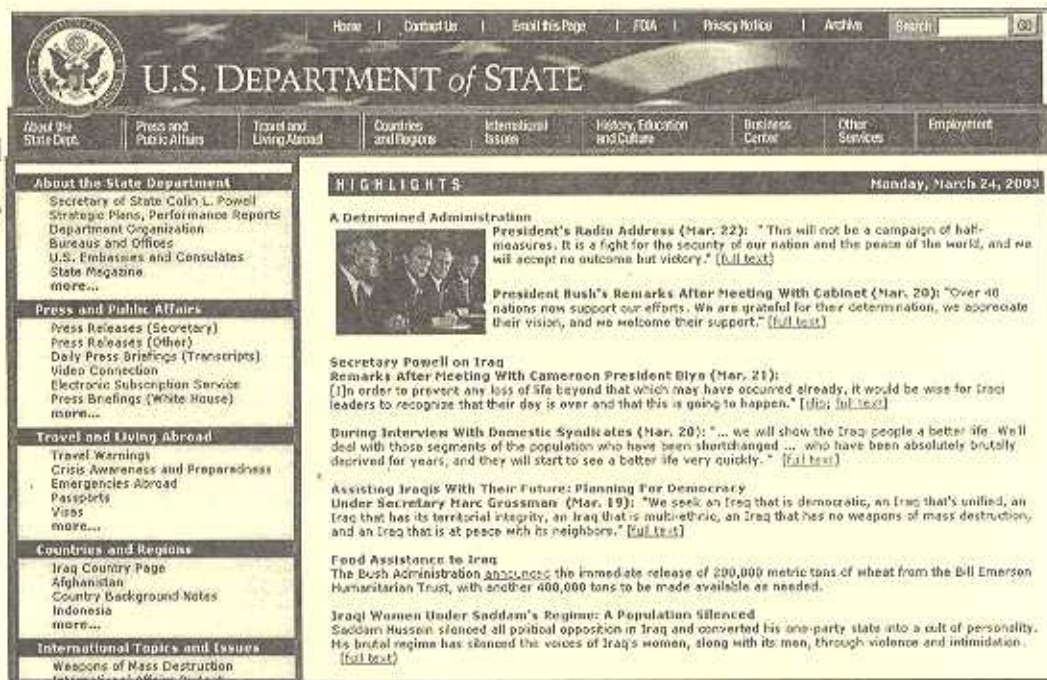 Home | Contact Us | Email this Page | FOIA | Privacy Notice | Archive Search GO
U.S. DEPARTMENT of STATE
About the State Dept.
Press and Public Affairs
Travel and Living Abroad
Countries and Regions
International Issues
History, Education and Culture
Business Center
Other Services
Employment
About the State Department
Secretary of State Colin L. Powell
Strategic Plans, Performance Reports
Department Organization
Bureaus and Offices
U.S. Embassies and Consulates
State Magazine
more...
Press and Public Affairs
Press Releases (Secretary)
Press Releases (Other)
Daily Press Briefings (Transcripts)
Video Connection
Electronic Subscription Service
Press Briefings (White House)
more...
Travel and Living Abroad
Travel Warnings
Crisis Awareness and Preparedness
Emergencies Abroad
Passports
Visas
more...
Countries and Regions
Iraq Country Page
Afghanistan
Country Background Notes
Indonesia
more...
International Topics and Issues
Weapons of Mass Destruction
HIGHLIGHTS Monday, March 24, 2003
A Determined Administration
President's Radio Address (Mar. 22): "This will not be a campaign of half-
measures. It is a fight for the security of our nation and the peace of the world, and we
will accept no outcome but victory." [full text]
President Bush's Remarks After Meeting With Cabinet (Mar. 20): "Over 40
nations now support our efforts. We are grateful for their determination, we appreciate
their vision, and we welcome their support." [full text]
Secretary Powell on Iraq
Remarks After Meeting With Cameroon President Biya (Mar. 21):
[I]n order to prevent any loss of life beyond that which may have occurred already, it would be wise for Iraqi
leaders to recognize that their day is over and that this is going to happen." [clip; full text]
During Interview With Domestic Syndicates (Mar. 20): "... we will show the Iraqi people a better life. We'll
deal with those segments of the population who have been shortchanged ... who have been absolutely brutally
deprived for years, and they will start to see a better life very quickly. " [full text]
Assisting Iraqis With Their Future: Planning For Democracy
Under Secretary Marc Grossman (Mar. 19): "We seek an Iraq that is democratic, an Iraq that's unified, an
Iraq that has its territorial integrity, an Iraq that is multi-ethnic, an Iraq that has no weapons of mass destruction,
and an Iraq that is at peace with its neighbors." [full text]
Food Assistance to Iraq
The Bush Administration announced the immediate release of 200,000 metric tons of wheat from the Bill Emerson
Humanitarian Trust, with another 400,000 tons to be made available as needed.
Iraqi Women Under Saddam's Regime: A Population Silenced
Saddam Hussein silenced all political opposition in Iraq and converted his one-party state into a cult of personality.
His brutal regime has silenced the voices of Iraq's women, along with its men, through violence and intimidation.
[full text]